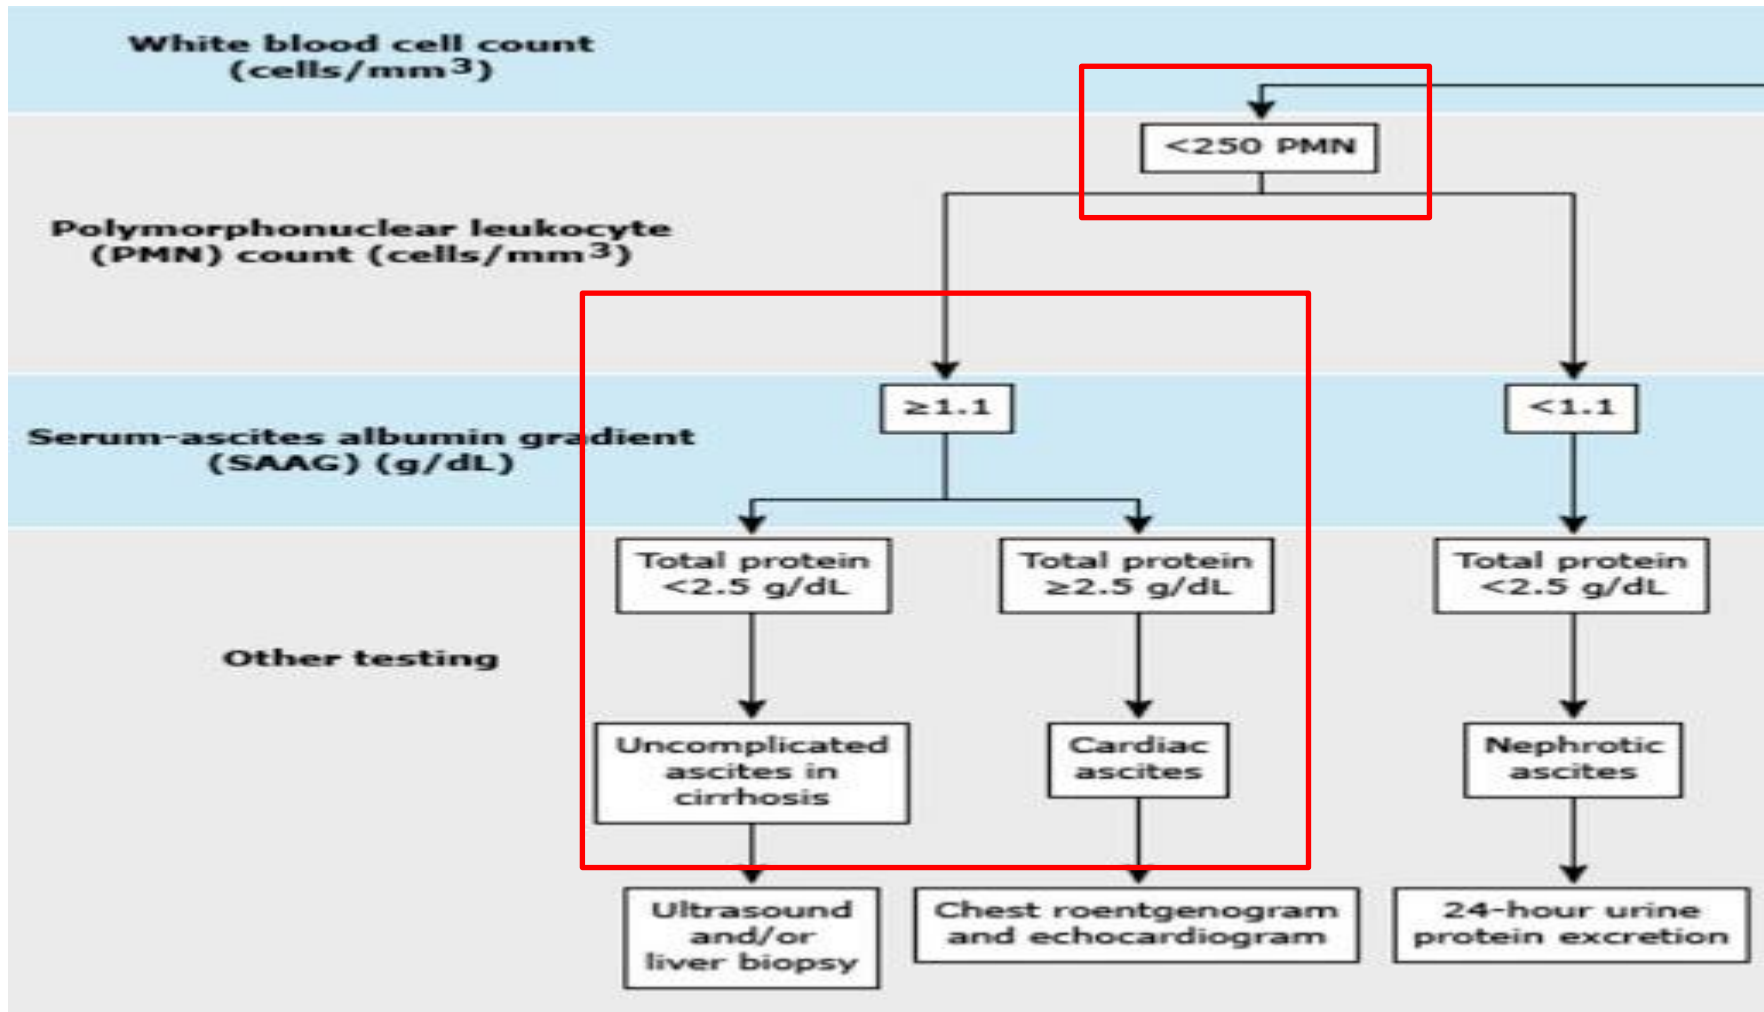 White blood cell count
(cells/mm3)
<250 PMN
Polymorphonuclear leukocyte
(PMN) count (cells/mm3)
≥1.1
<1.1
Serum-ascites albumin gradient
(SAAG) (g/dL)
Total protein
<2.5 g/dL
Total protein
≥2.5 g/dL
Total protein
<2.5 g/dL
Other testing
Uncomplicated
ascites in
cirrhosis
Cardiac
ascites
Nephrotic
ascites
Ultrasound
and/or
liver biopsy
Chest roentgenogram
and echocardiogram
24-hour urine
protein excretion